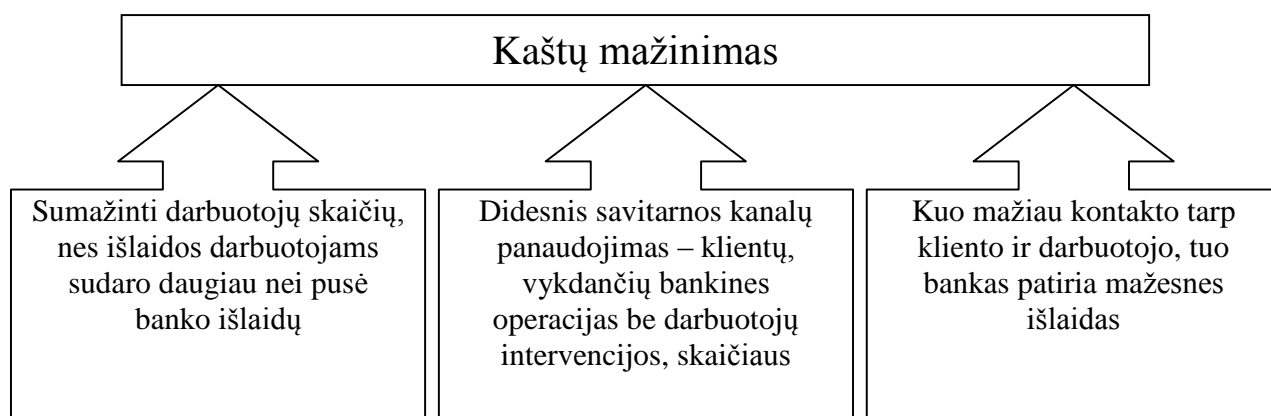 Kaštų mažinimas
Sumažinti darbuotojų skaičių,
nes išlaidos darbuotojams
sudaro daugiau nei pusė
banko išlaidų
Didesnis savitarnos kanalų
panaudojimas – klientų,
vykdančių bankines
operacijas be darbuotojų
intervencijos, skaičiaus
Kuo mažiau kontakto tarp
kliento ir darbuotojo, tuo
bankas patiria mažesnes
išlaidas